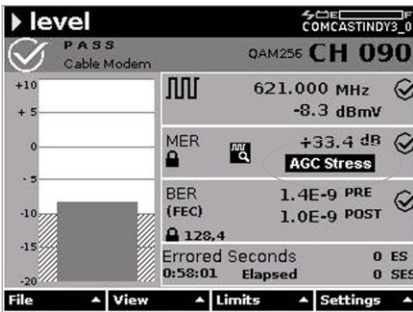 level
COMCASTINDY3_0
PASS
Cable Modem
QAM256 CH 090
+10
+5
0
-5
-10
-15
-20
621.000 MHz
-8.3 dBmV
MER
+33.4 dB
AGC Stress
BER
(FEC)
1.4E-9 PRE
1.0E-9 POST
128,4
Errored Seconds
0 ES
0:58:01 Elapsed
0 SES
File
View
Limits
Settings